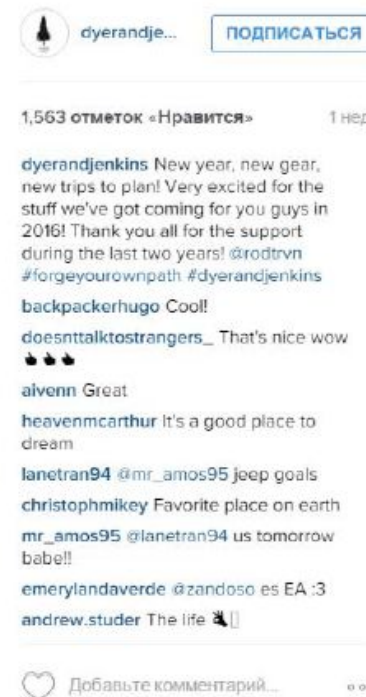 dyerandje...
ПОДПИСАТЬСЯ
1,563 отметок «Нравится»
1 нед
dyerandjenkins New year, new gear,
new trips to plan! Very excited for the
stuff we've got coming for you guys in
2016! Thank you all for the support
during the last two years! @rodtrvn
#forgeyourownpath #dyerandjenkins
backpackerhugo Cool!
doesnttalktostrangers_ That's nice wow
aivenn Great
heavenmcarthur It's a good place to
dream
lanetran94 @mr_amos95 jeep goals
christophmikey Favorite place on earth
mr_amos95 @lanetran94 us tomorrow
babe!!
emerylandaverde @zandoso es EA :3
andrew.studer The life
Добавьте комментарий...